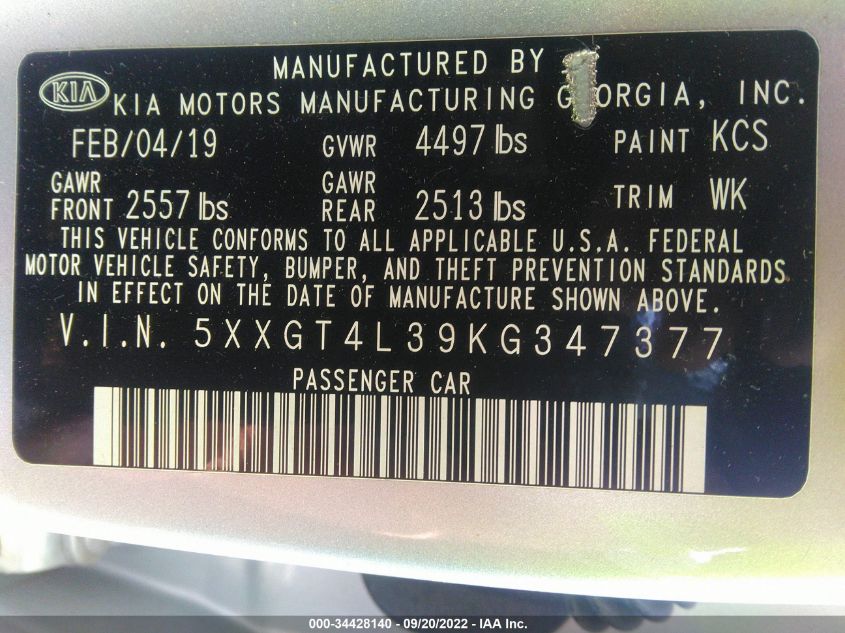 MANUFACTURED BY
KIA KIA MOTORS MANUFACTURING GEORGIA, INC.
FEB/04/19 GVWR 4497 lbs PAINT KCS
GAWR FRONT 2557 lbs GAWR REAR 2513 lbs TRIM WK
THIS VEHICLE CONFORMS TO ALL APPLICABLE U.S.A. FEDERAL
MOTOR VEHICLE SAFETY, BUMPER, AND THEFT PREVENTION STANDARDS
IN EFFECT ON THE DATE OF MANUFACTURE SHOWN ABOVE.
V.I.N. 5XXGT4L39KG347377
PASSENGER CAR
000-34428140 - 09/20/2022 - IAA Inc.